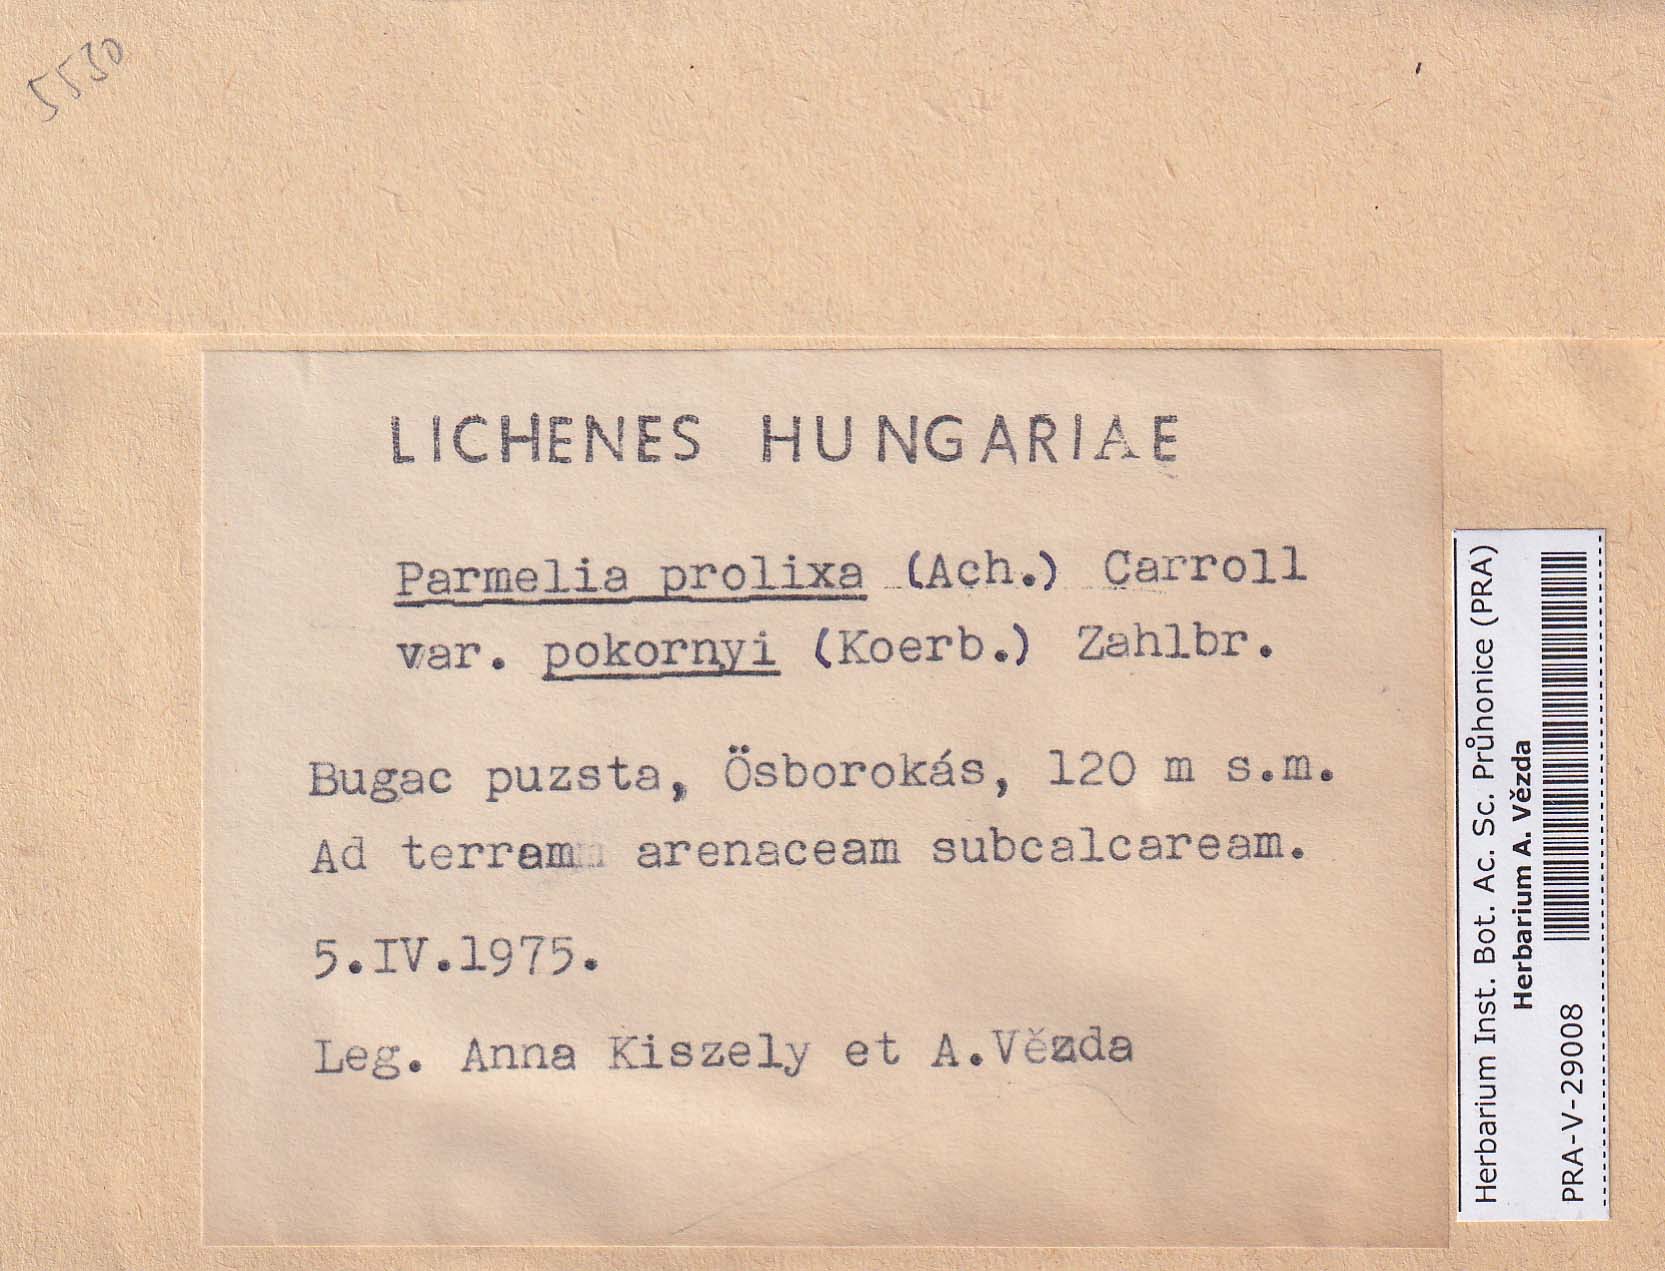 5530
LICHENES HUNGARIAE
Parmelia prolixa (Ach.) Carroll
var. pokornyi (Koerb.) Zahlbr.
Bugac puzsta, Ösborokás, 120 m s.m.
Ad terram arenaceam subcalcaream.
5.IV.1975.
Leg. Anna Kiszely et A.Vězda
Herbarium Inst. Bot. Ac. Sc. Průhonice (PRA)
Herbarium A. Vězda
PRA-V-29008